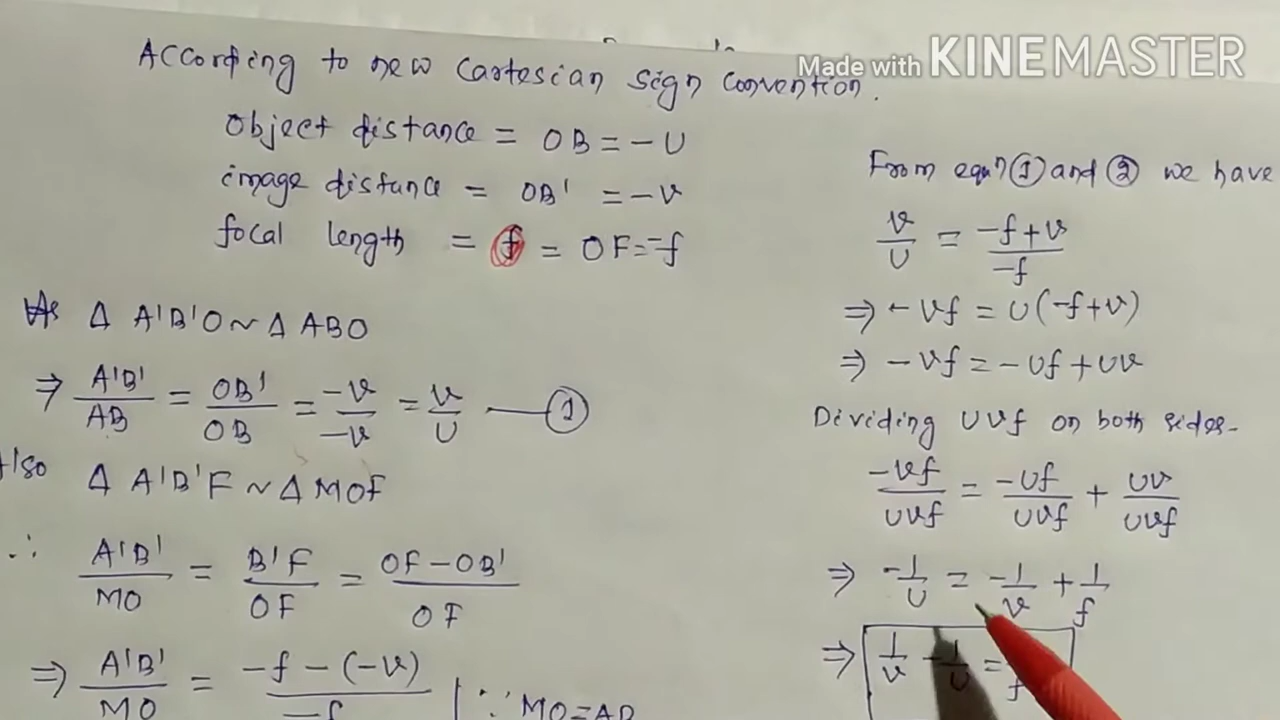 Made with KINEMASTER
According to new Cartesian Sign Convention.
Object distance = OB = -U
image distance = OB' = -v
focal length = f = OF = -f
As Δ A'B'O ~ Δ ABO
⇒ A'B'/AB = OB'/OB = -v/-v = v/U — ①
Also Δ A'B'F ~ Δ MOF
∴ A'B'/MO = B'F/OF = OF-OB'/OF
⇒ A'B'/MO = -f-(-v)/-f | ∵ MO=AB
From eqn ① and ② we have
v/U = -f+v/-f
⇒ -vf = U(-f+v)
⇒ -vf = -Uf + Uv
Dividing Uvf on both sides-
-vf/Uvf = -Uf/Uvf + Uv/Uvf
⇒ -1/U = -1/v + 1/f
⇒ 1/v - 1/U = 1/f